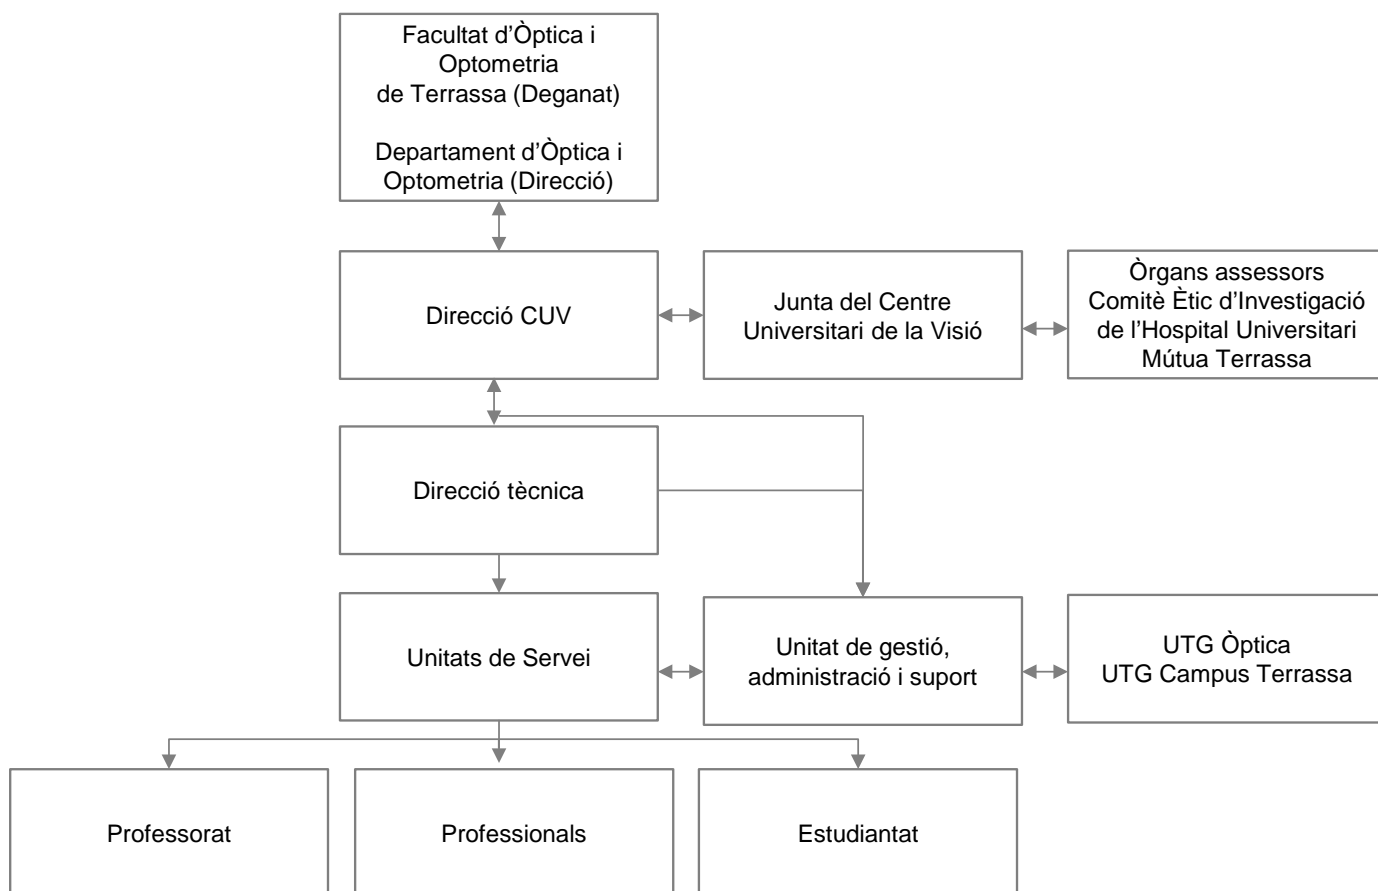 Facultat d’Òptica i
Optometria
de Terrassa (Deganat)
Departament d’Òptica i
Optometria (Direcció)
Direcció CUV
Junta del Centre
Universitari de la Visió
Òrgans assessors
Comitè Ètic d’Investigació
de l’Hospital Universitari
Mútua Terrassa
Direcció tècnica
Unitats de Servei
Unitat de gestió,
administració i suport
UTG Òptica
UTG Campus Terrassa
Professorat
Professionals
Estudiantat